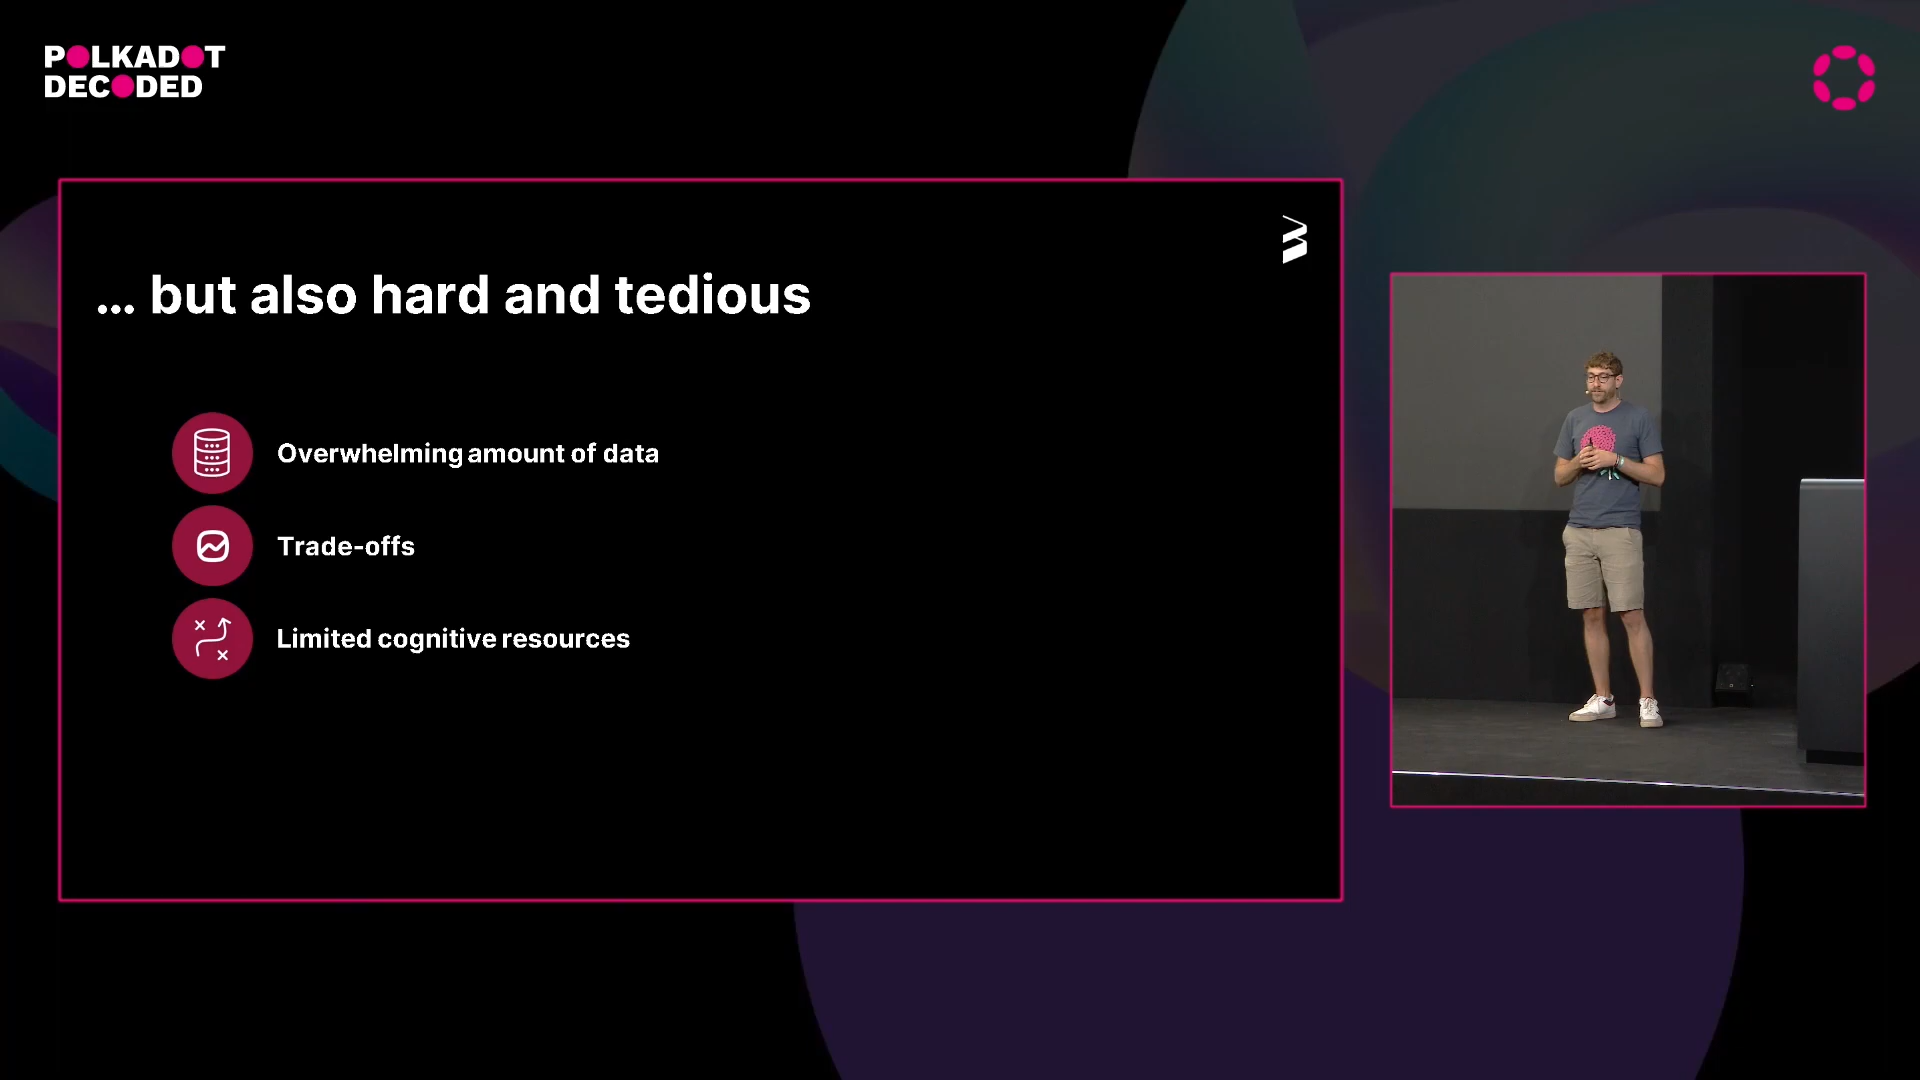 POLKADOT
DECODED
... but also hard and tedious
Overwhelming amount of data
Trade-offs
Limited cognitive resources